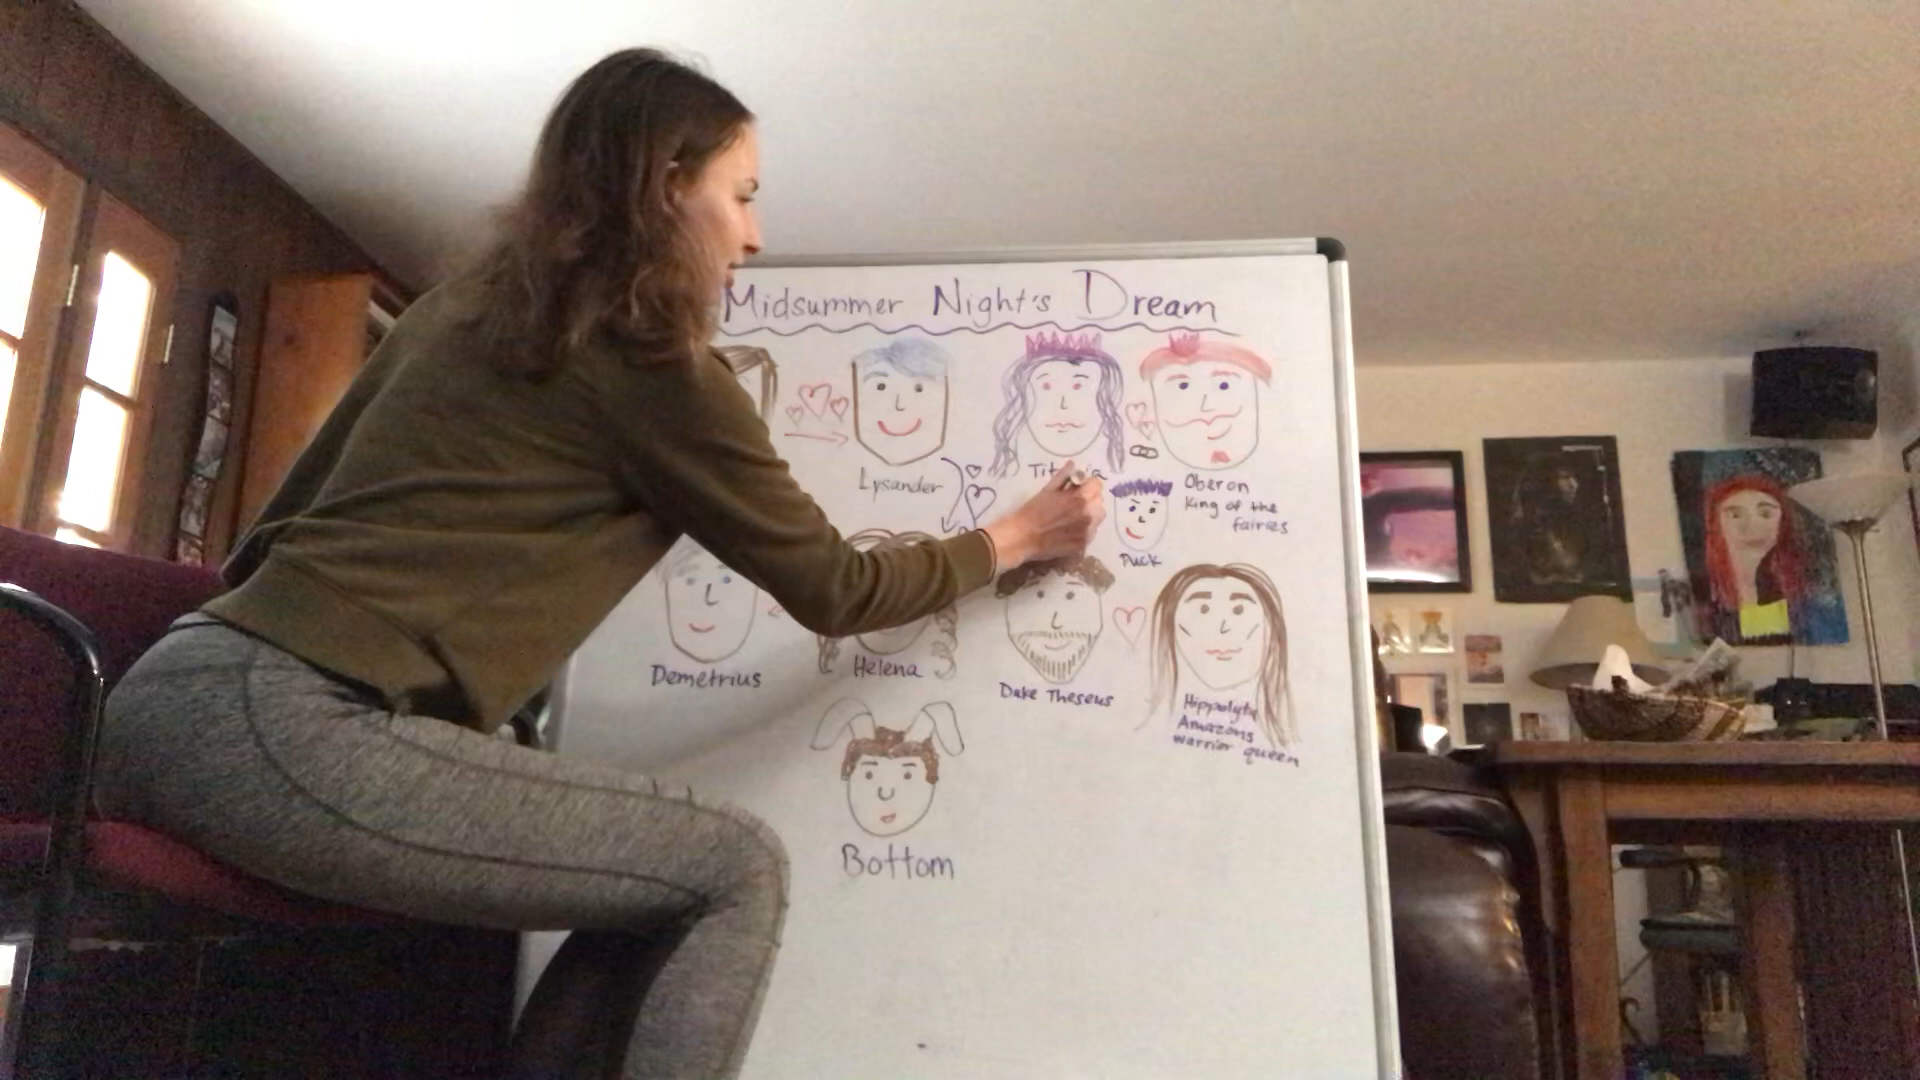 Midsummer Night's Dream
Lysander
Oberon
King of the
fairies
Puck
Demetrius
Helena
Duke Theseus
Hippolyta
Amazons
warrior queen
Bottom